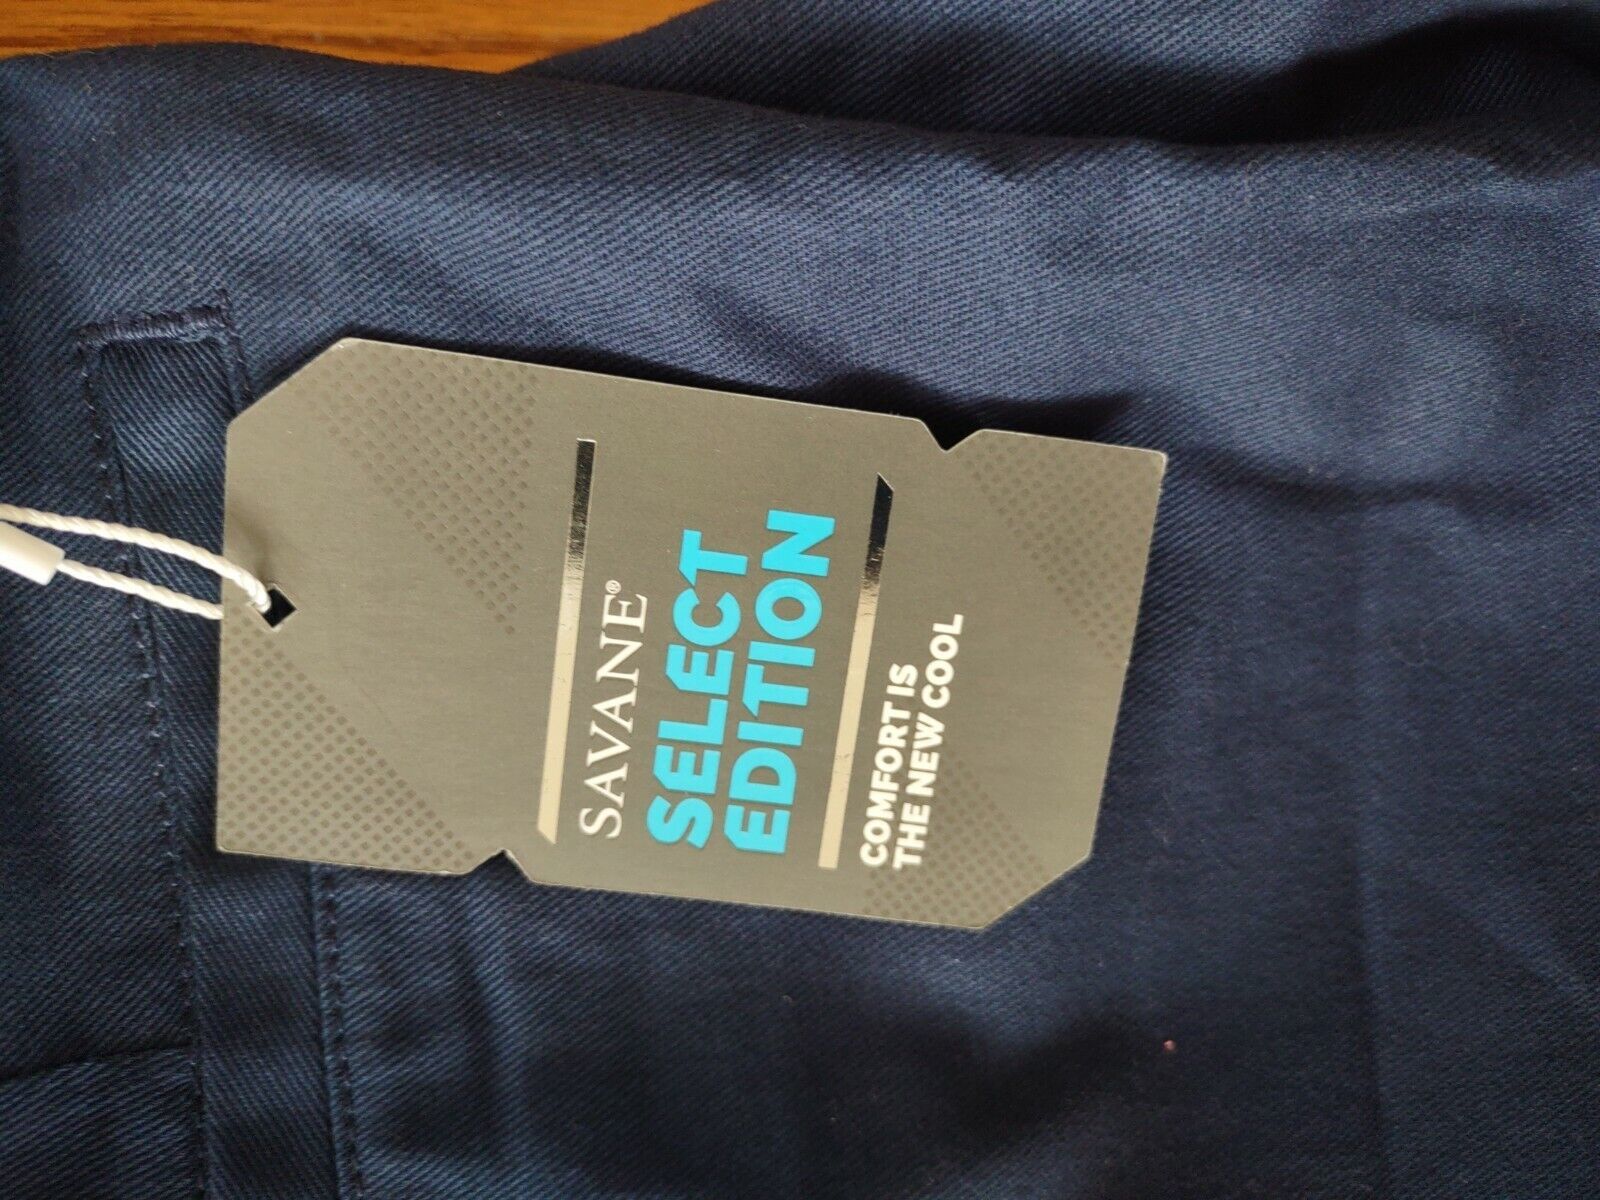 SAVANE®
SELECT
EDITION
COMFORT IS
THE NEW COOL